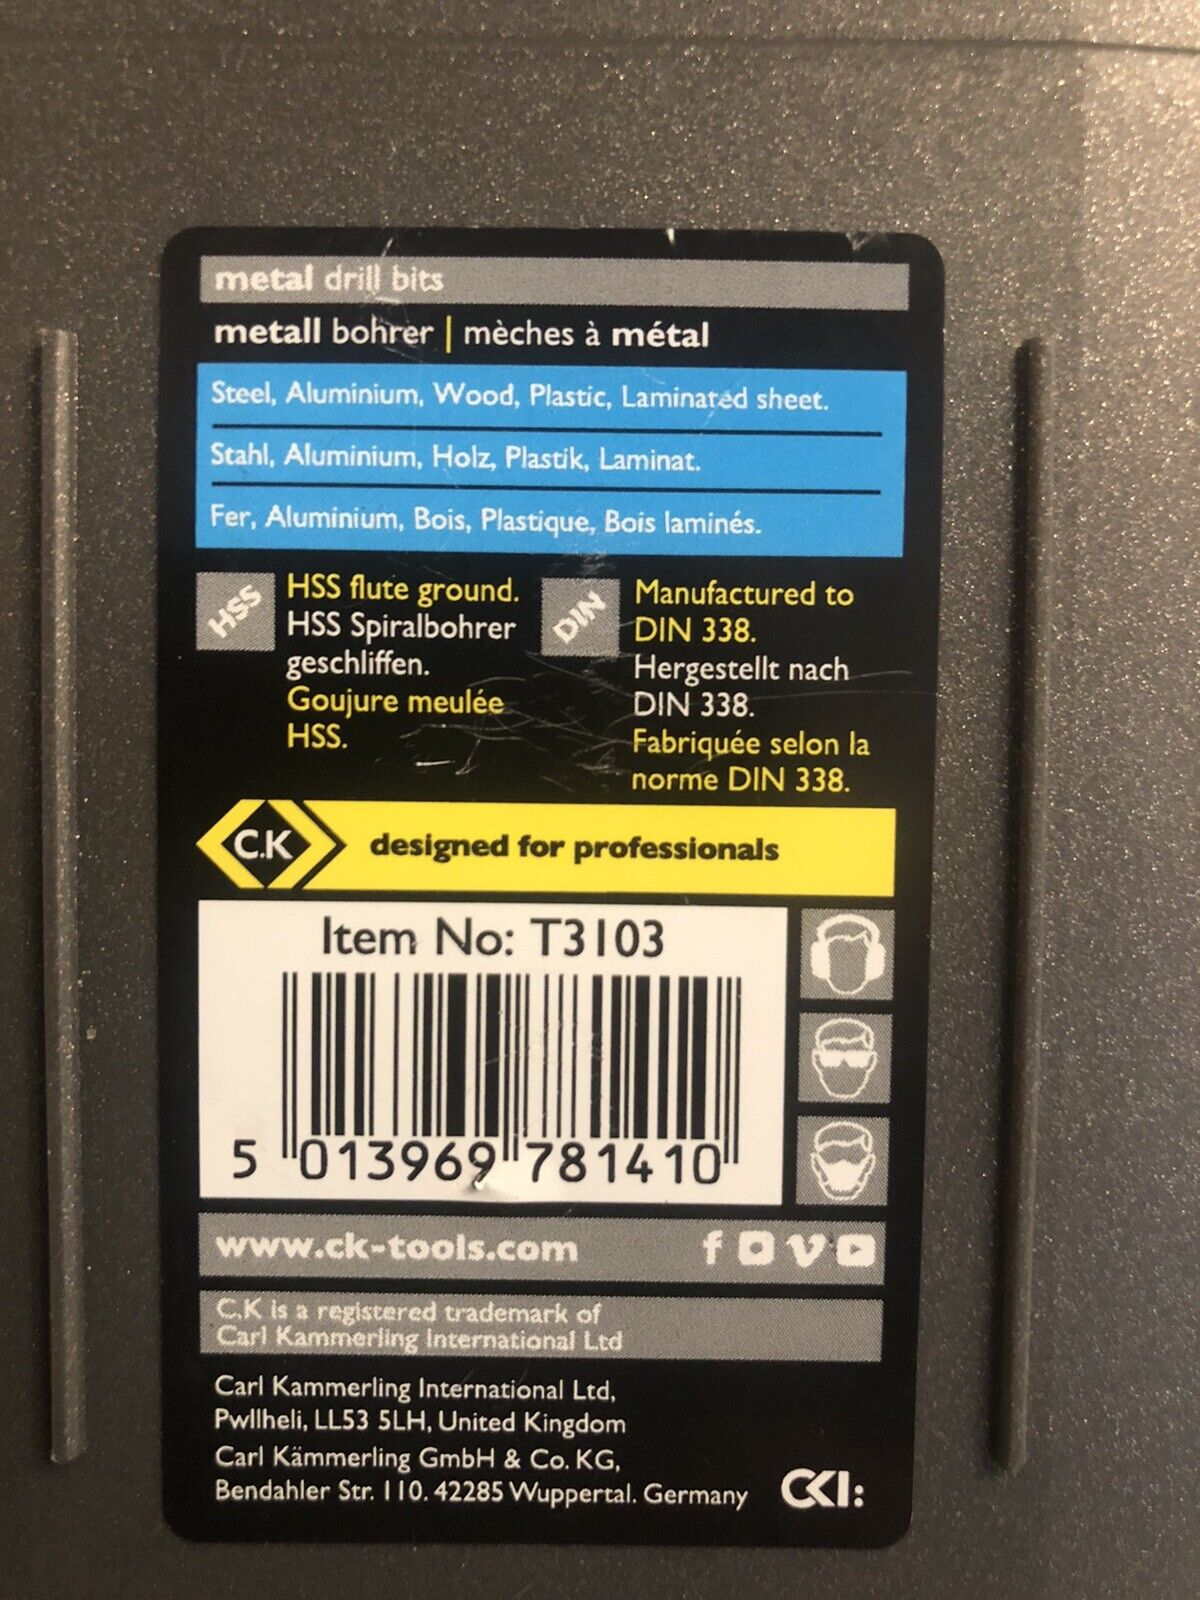 metal drill bits
metall bohrer | mèches à métal
Steel, Aluminium, Wood, Plastic, Laminated sheet.
Stahl, Aluminium, Holz, Plastik, Laminat.
Fer, Aluminium, Bois, Plastique, Bois laminés.
HSS
HSS flute ground.
HSS Spiralbohrer
geschliffen.
Goujure meulée
HSS.
DIN
Manufactured to
DIN 338.
Hergestellt nach
DIN 338.
Fabriquée selon la
norme DIN 338.
C.K designed for professionals
Item No: T3103
5 013969 781410
www.ck-tools.com
C.K is a registered trademark of
Carl Kammerling International Ltd
Carl Kammerling International Ltd,
Pwllheli, LL53 5LH, United Kingdom
Carl Kämmerling GmbH & Co. KG,
Bendahler Str. 110. 42285 Wuppertal. Germany
CKI: